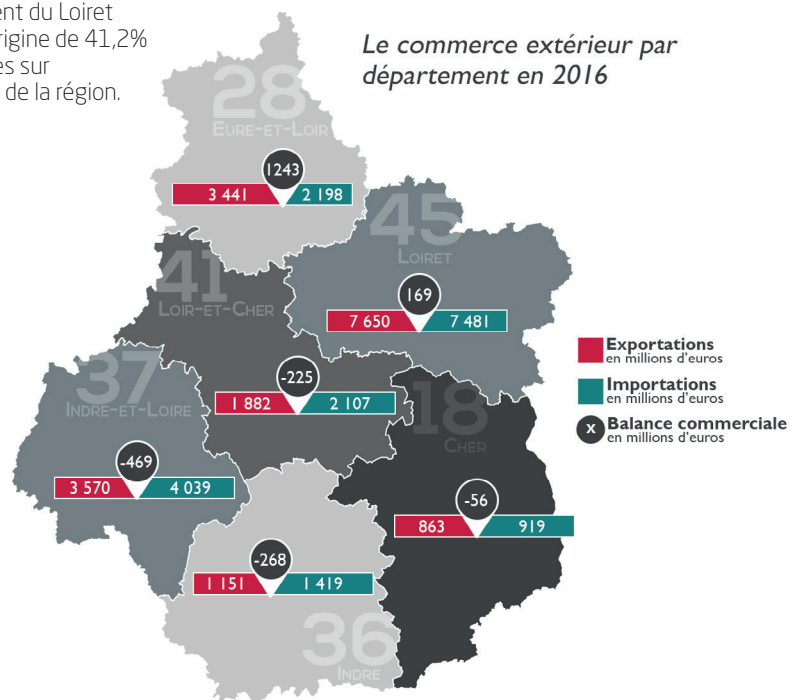 ent du Loiret
rigine de 41,2%
es sur
de la région.
Le commerce extérieur par
département en 2016
28
EURE-ET-LOIR
1243
3 441
2 198
45
LOIRET
169
7 650
7 481
41
LOIR-ET-CHER
-225
1 882
2 107
37
INDRE-ET-LOIRE
-469
3 570
4 039
18
CHER
-56
863
919
-268
1 151
1 419
36
INDRE
Exportations
en millions d'euros
Importations
en millions d'euros
X Balance commerciale
en millions d'euros